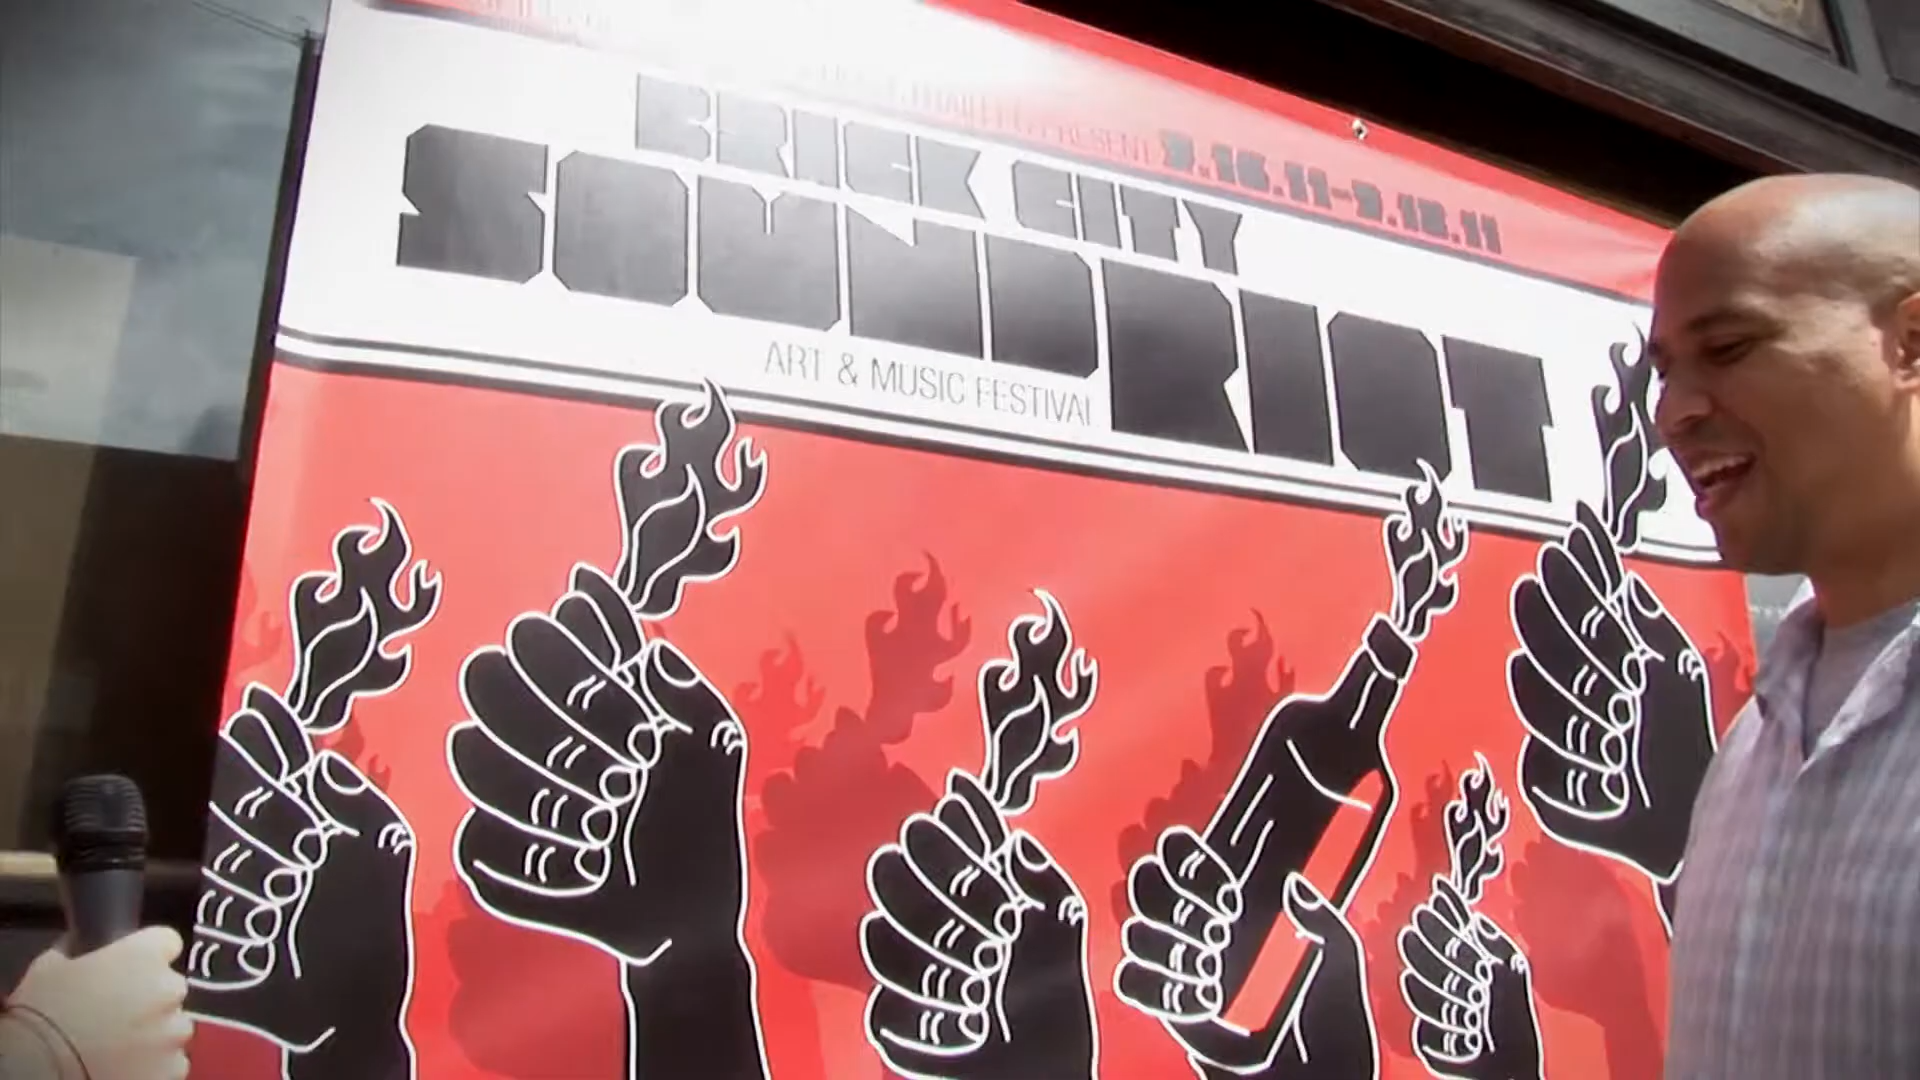 PRESENT 9.16.11-9.18.11
BRICK CITY
SOUNDRIOT
ART & MUSIC FESTIVAL